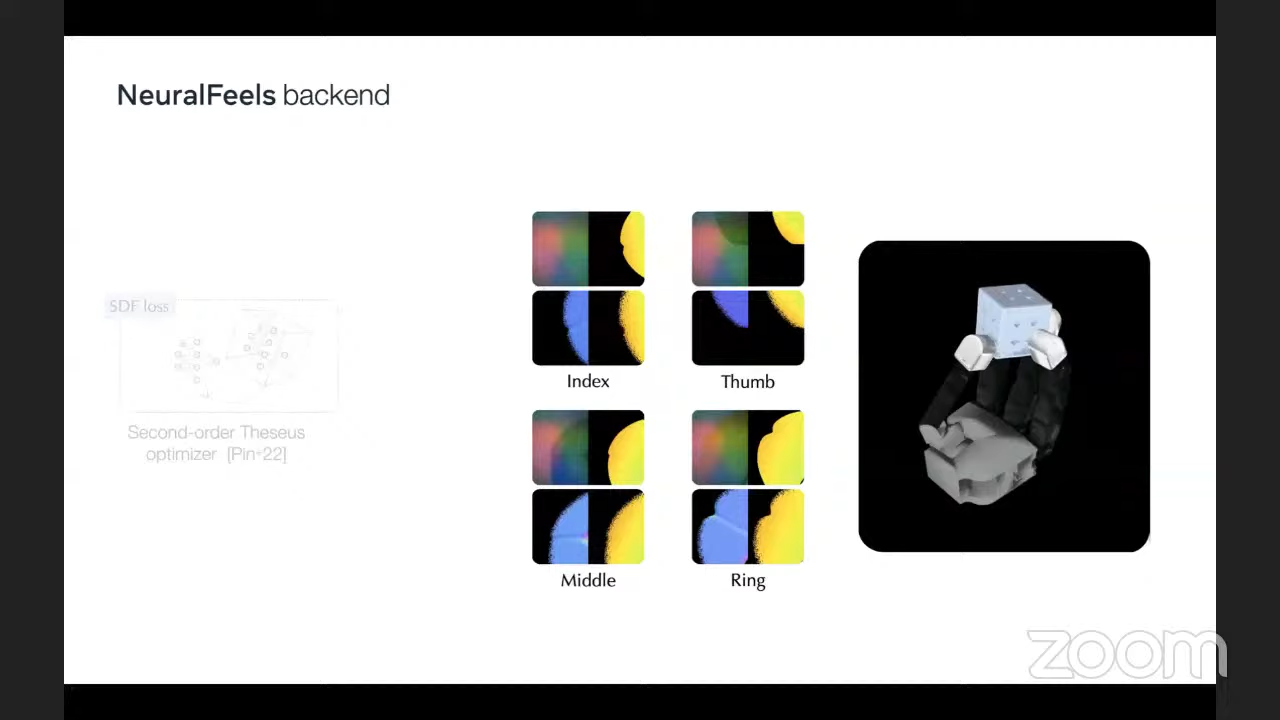 NeuralFeels backend
SDF loss
Second-order Theseus
optimizer [Pin+22]
Index
Thumb
Middle
Ring
zoom